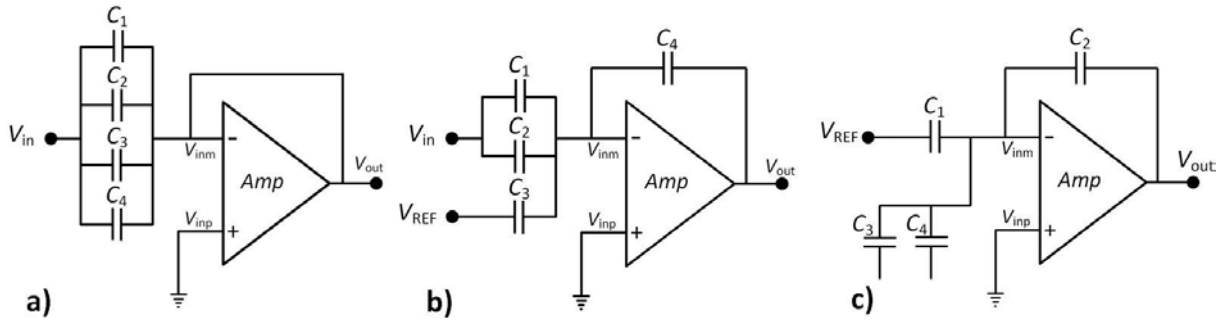 C1
C2
C3
C4
Vin
Vinm
Vinp
−
+
Amp
Vout
a)
C4
C1
C2
C3
Vin
VREF
Vinm
Vinp
−
+
Amp
Vout
b)
C2
C1
VREF
C3
C4
Vinm
Vinp
−
+
Amp
Vout
c)